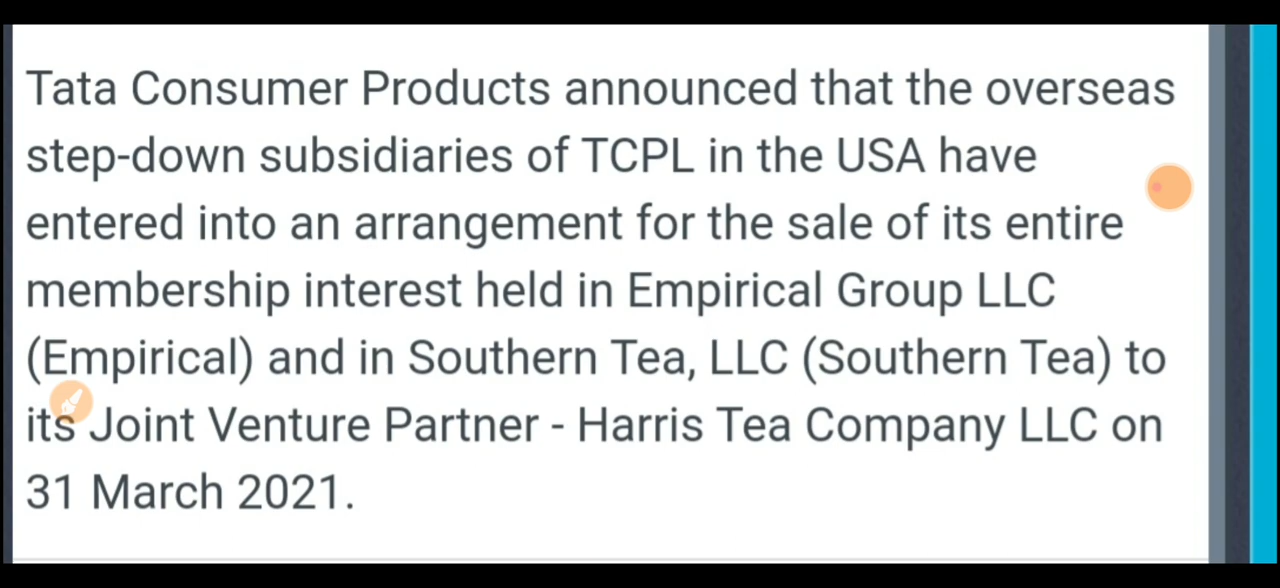 Tata Consumer Products announced that the overseas
step-down subsidiaries of TCPL in the USA have
entered into an arrangement for the sale of its entire
membership interest held in Empirical Group LLC
(Empirical) and in Southern Tea, LLC (Southern Tea) to
its Joint Venture Partner - Harris Tea Company LLC on
31 March 2021.